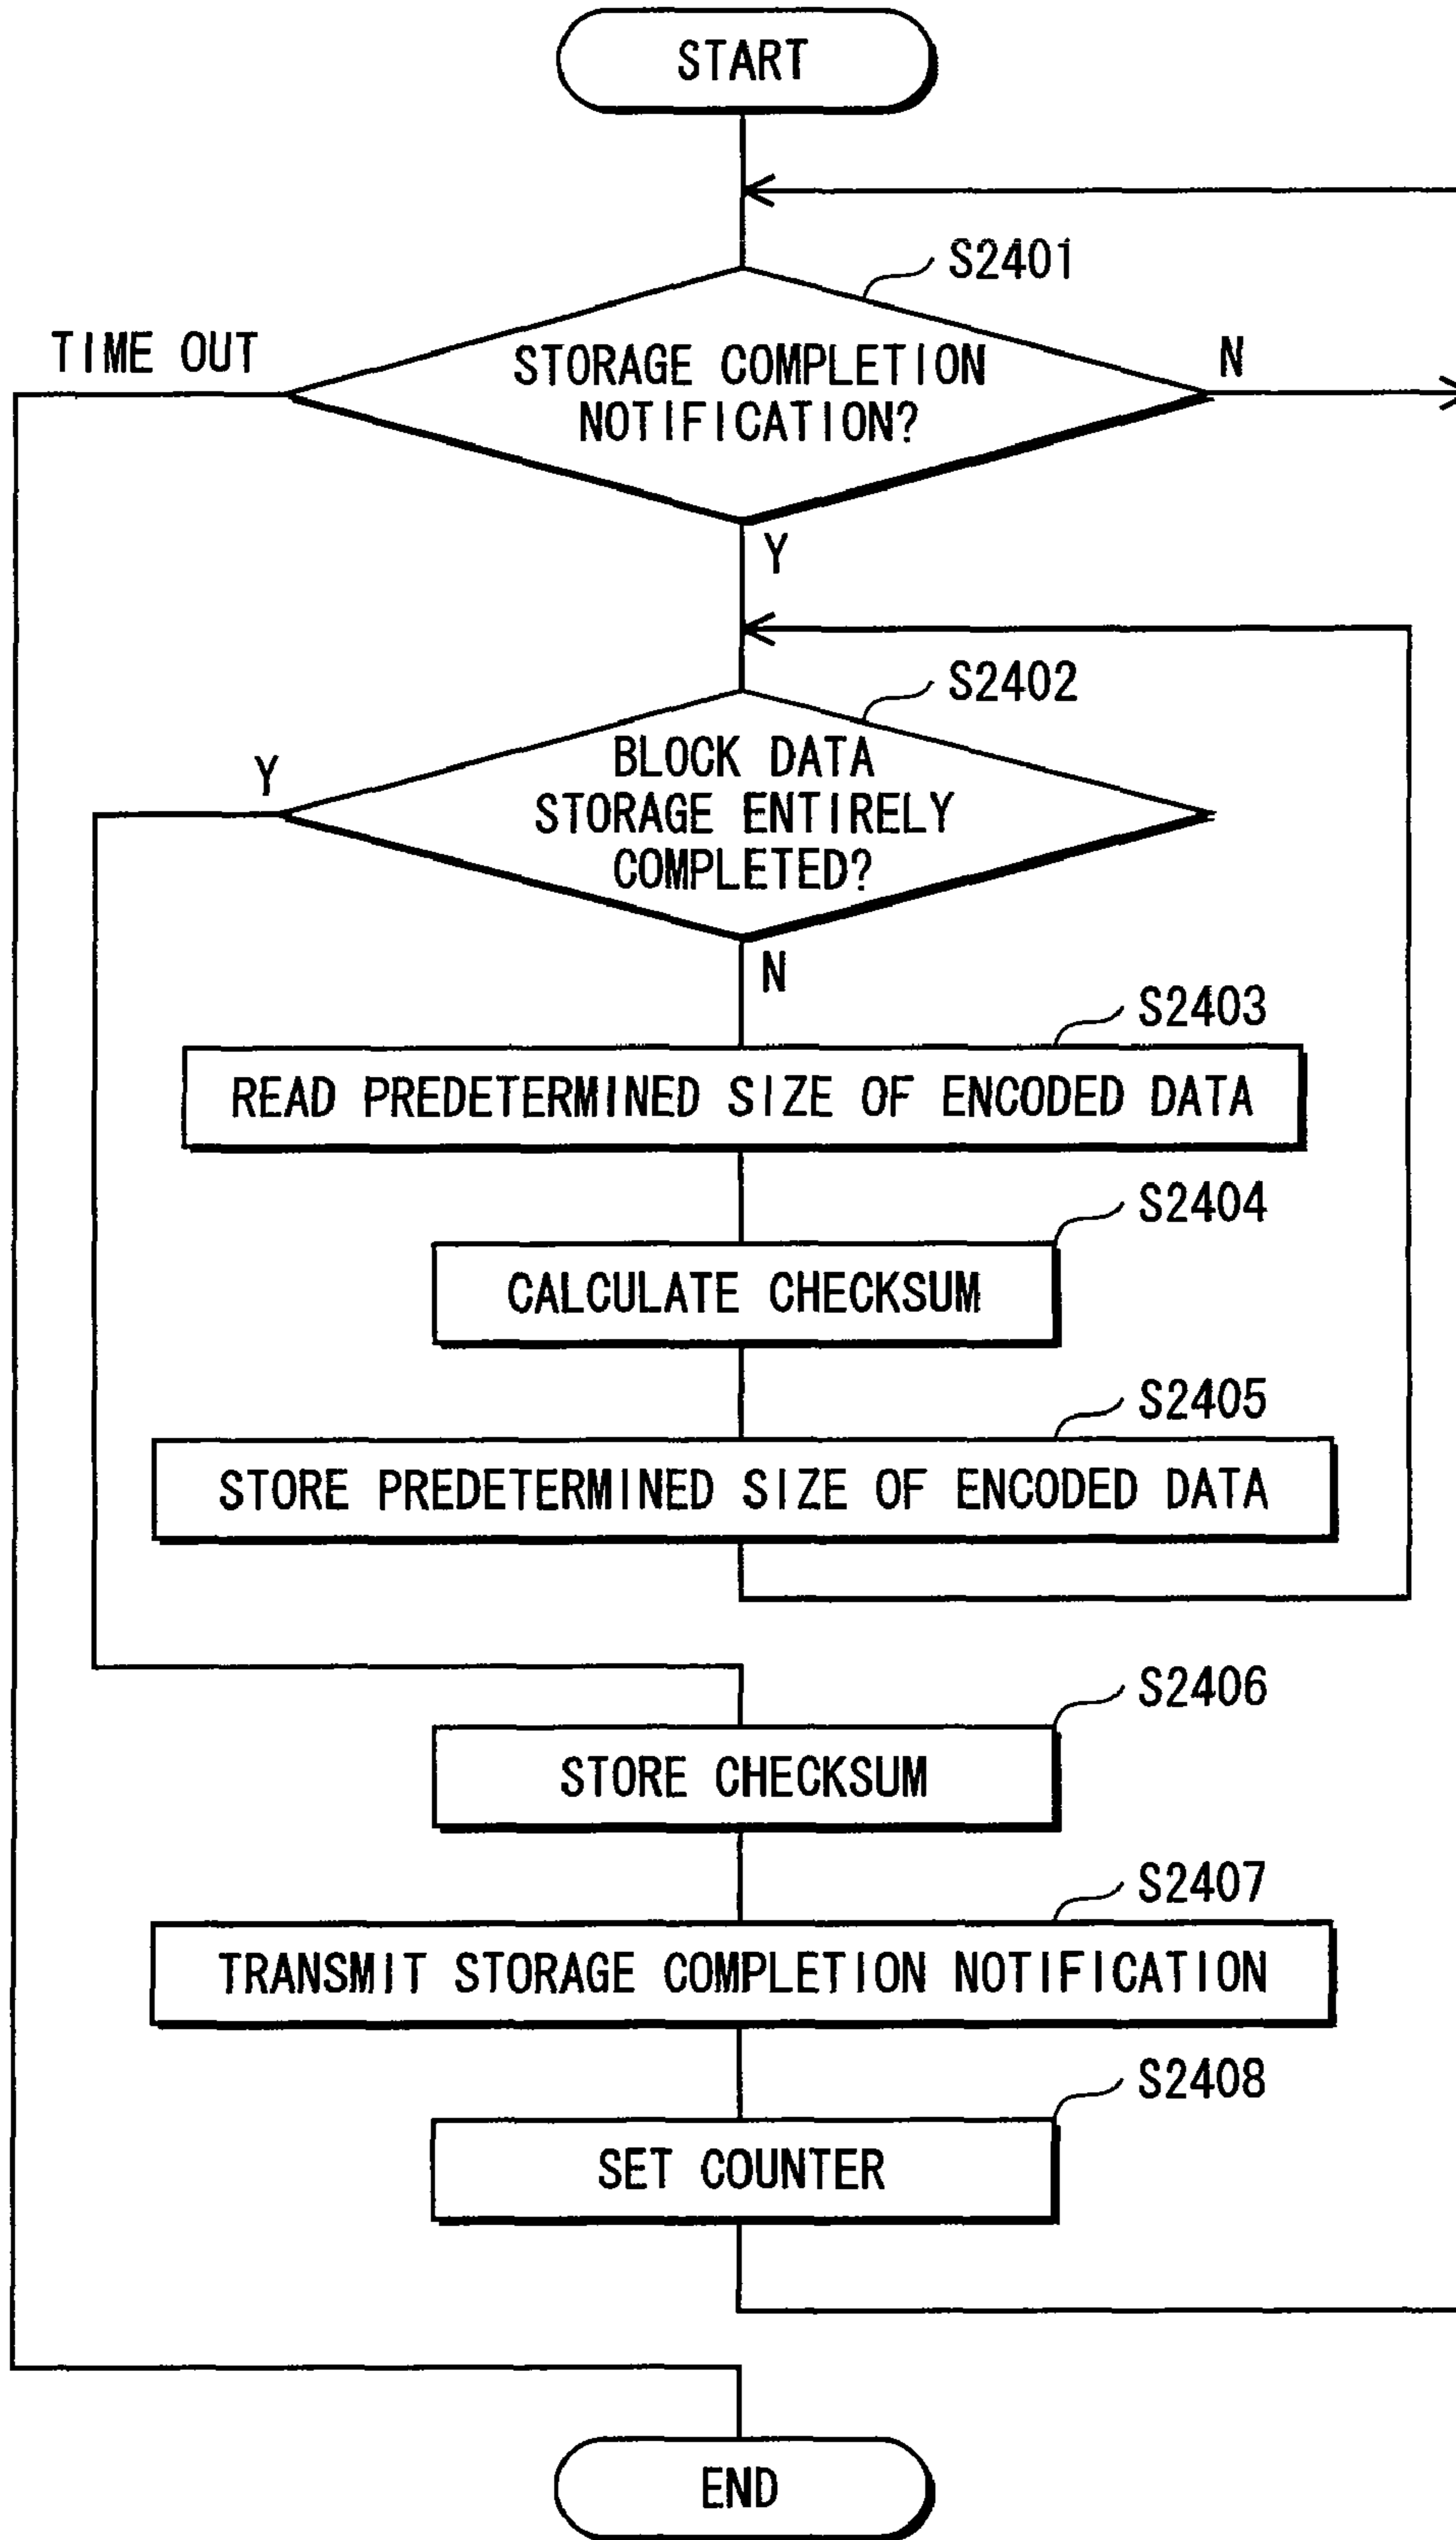 START
S2401
TIME OUT
STORAGE COMPLETION
NOTIFICATION?
N
Y
S2402
Y
BLOCK DATA
STORAGE ENTIRELY
COMPLETED?
N
S2403
READ PREDETERMINED SIZE OF ENCODED DATA
S2404
CALCULATE CHECKSUM
S2405
STORE PREDETERMINED SIZE OF ENCODED DATA
S2406
STORE CHECKSUM
S2407
TRANSMIT STORAGE COMPLETION NOTIFICATION
S2408
SET COUNTER
END